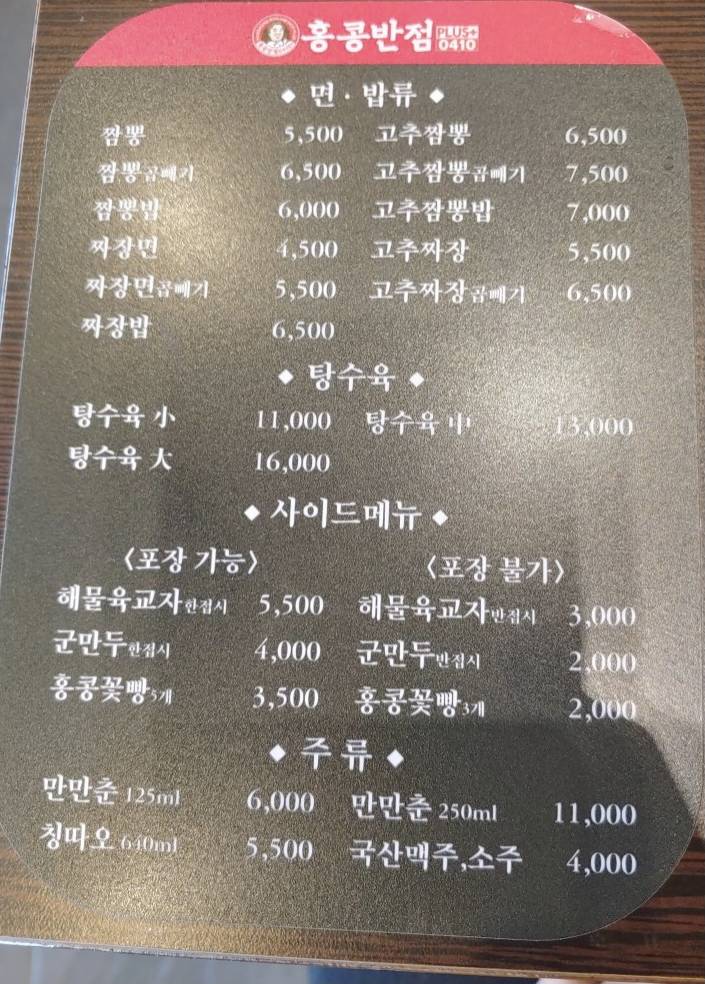 홍콩반점 PLUS+ 0410
◆ 면 · 밥류 ◆
짬뽕 5,500 고추짬뽕 6,500
짬뽕곱빼기 6,500 고추짬뽕곱빼기 7,500
짬뽕밥 6,000 고추짬뽕밥 7,000
짜장면 4,500 고추짜장 5,500
짜장면곱빼기 5,500 고추짜장곱빼기 6,500
짜장밥 6,500
◆ 탕수육 ◆
탕수육 小 11,000 탕수육 中 13,000
탕수육 大 16,000
◆ 사이드메뉴 ◆
〈포장 가능〉 〈포장 불가〉
해물육교자한접시 5,500 해물육교자반접시 3,000
군만두한접시 4,000 군만두반접시 2,000
홍콩꽃빵5개 3,500 홍콩꽃빵3개 2,000
◆ 주류 ◆
만만춘 125ml 6,000 만만춘 250ml 11,000
칭따오 640ml 5,500 국산맥주,소주 4,000